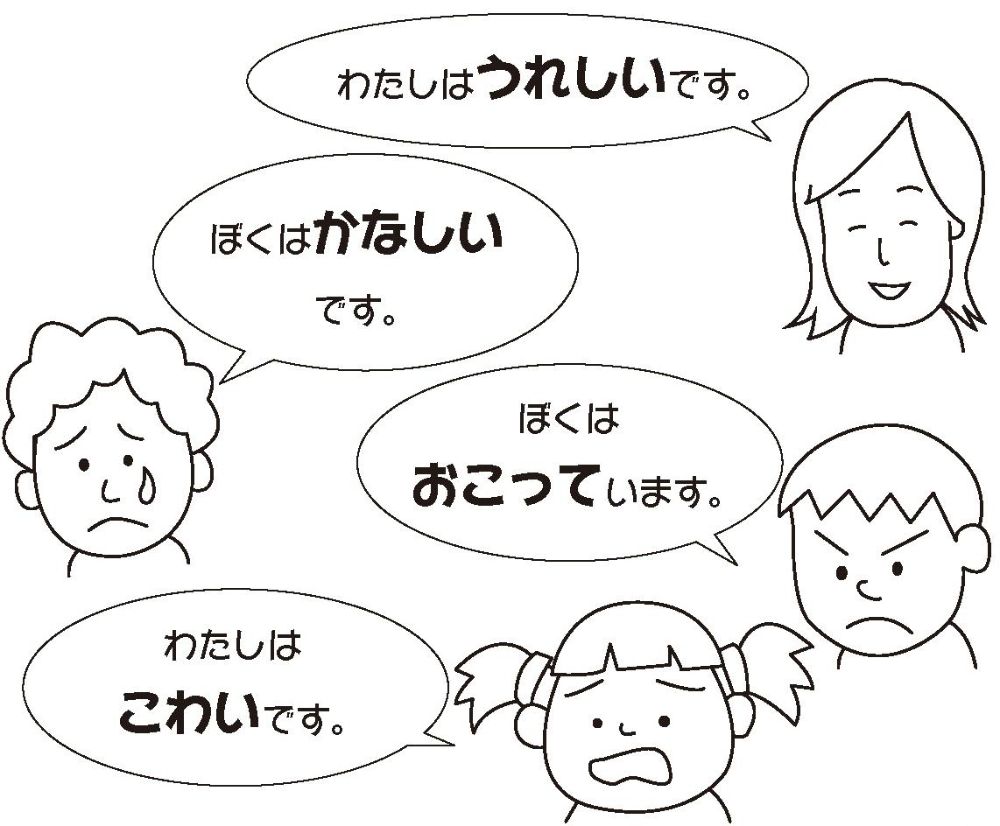 わたしはうれしいです。
ぼくはかなしい
です。
ぼくは
おこっています。
わたしは
こわいです。